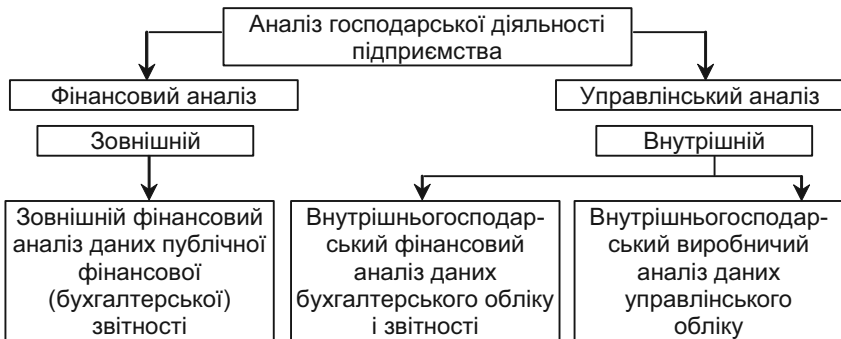 Аналіз господарської діяльності
підприємства
Фінансовий аналіз
Управлінський аналіз
Зовнішній
Внутрішній
Зовнішній фінансовий
аналіз даних публічної
фінансової
(бухгалтерської)
звітності
Внутрішньогосподар-
ський фінансовий
аналіз даних
бухгалтерського обліку
і звітності
Внутрішньогосподар-
ський виробничий
аналіз даних
управлінського
обліку